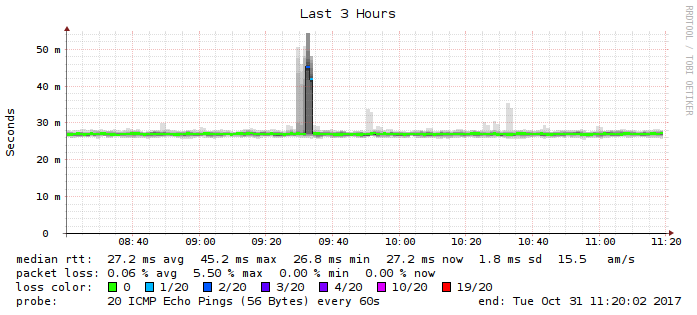 Last 3 Hours
RRDTOOL / TOBI OETIKER
Seconds
50 m
40 m
30 m
20 m
10 m
0
08:40 09:00 09:20 09:40 10:00 10:20 10:40 11:00 11:20
median rtt: 27.2 ms avg 45.2 ms max 26.8 ms min 27.2 ms now 1.8 ms sd 15.5 am/s
packet loss: 0.06 % avg 5.50 % max 0.00 % min 0.00 % now
loss color: 0 1/20 2/20 3/20 4/20 10/20 19/20
probe: 20 ICMP Echo Pings (56 Bytes) every 60s end: Tue Oct 31 11:20:02 2017